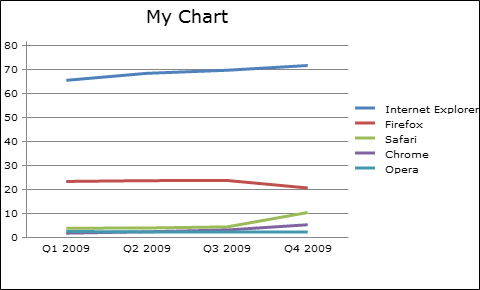 My Chart
80
70
60
50
40
30
20
10
0
Q1 2009 Q2 2009 Q3 2009 Q4 2009
Internet Explorer
Firefox
Safari
Chrome
Opera